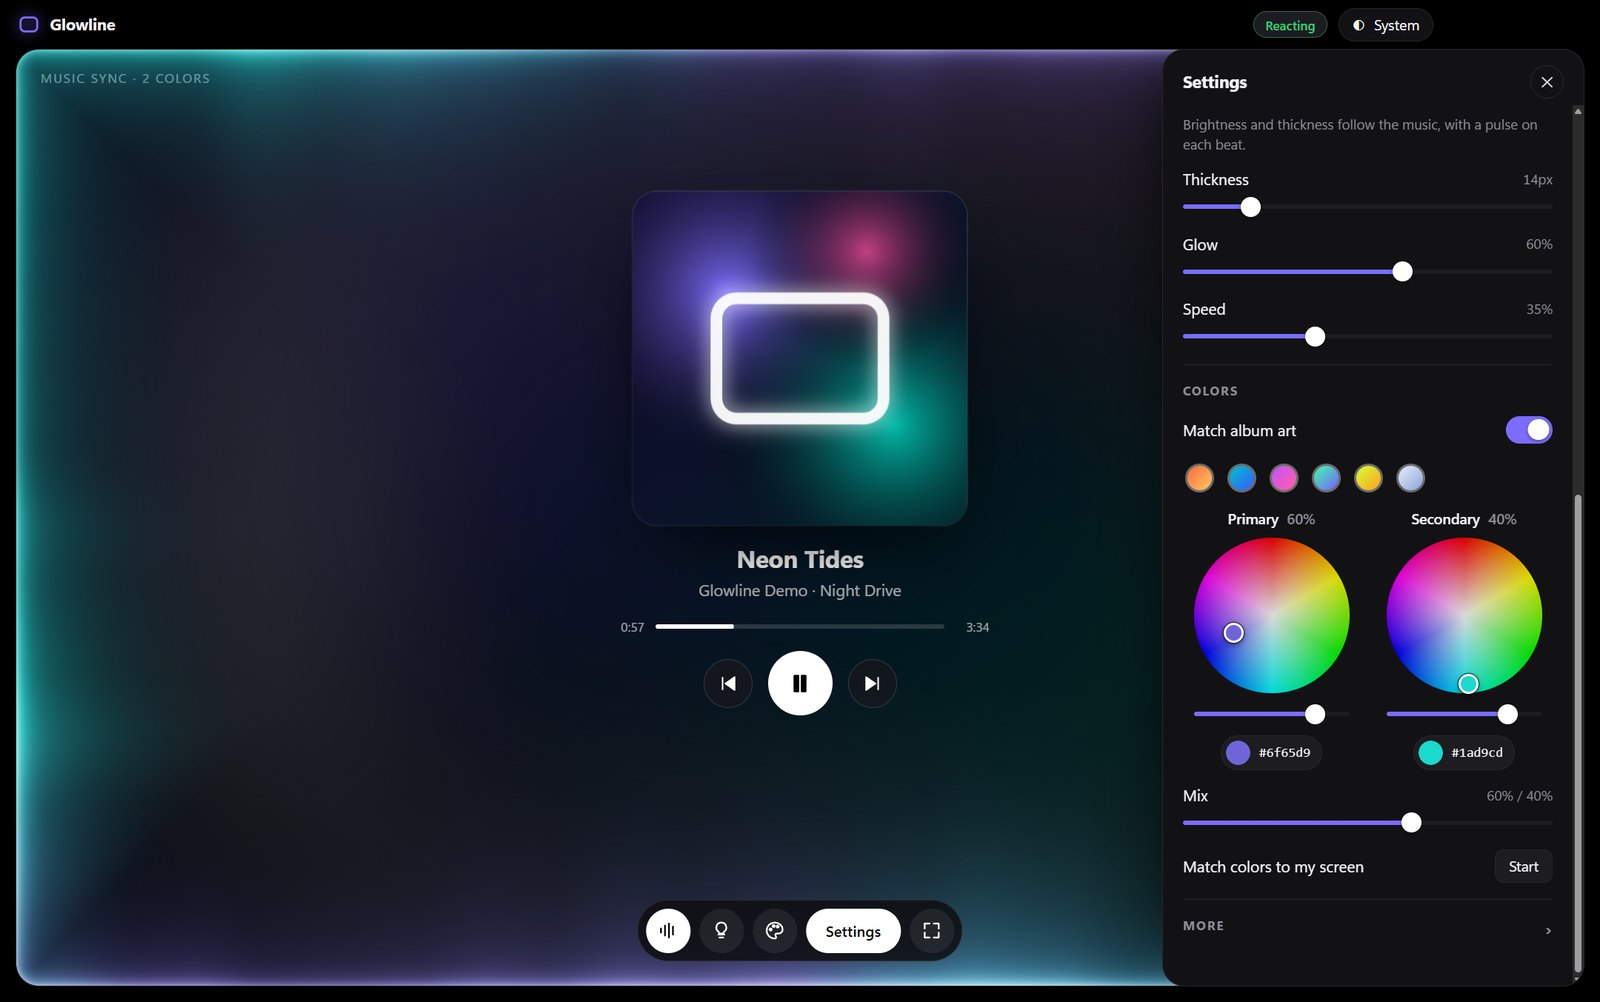 Glowline
Reacting
System
MUSIC SYNC · 2 COLORS
Neon Tides
Glowline Demo · Night Drive
0:57
3:34
Settings
Settings
Brightness and thickness follow the music, with a pulse on
each beat.
Thickness 14px
Glow 60%
Speed 35%
COLORS
Match album art
Primary 60%
Secondary 40%
#6f65d9
#1ad9cd
Mix 60% / 40%
Match colors to my screen Start
MORE